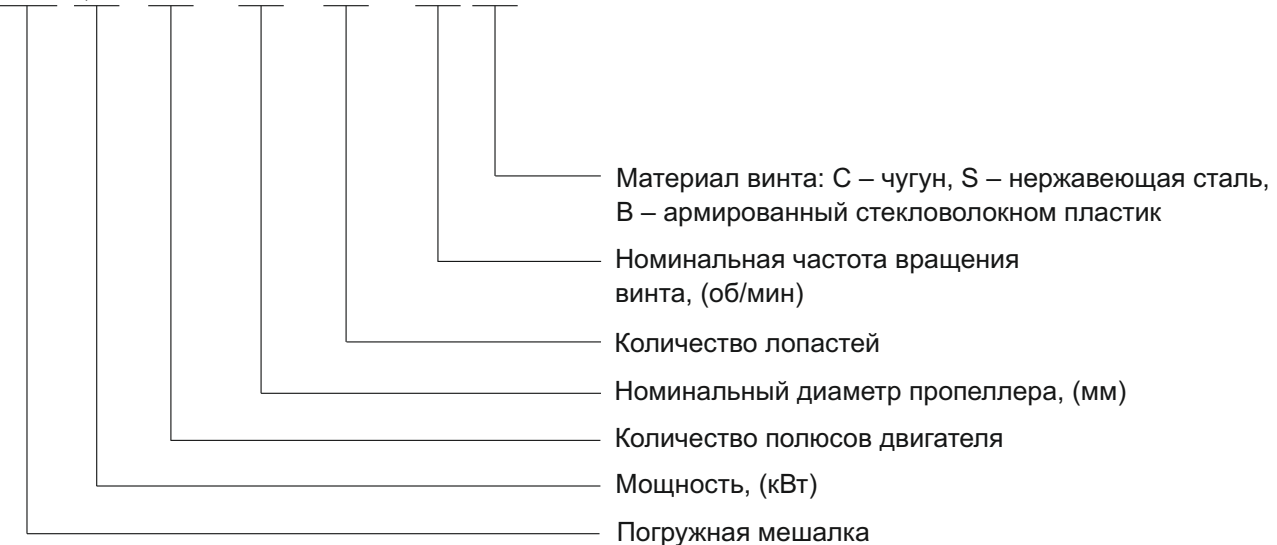 Материал винта: C – чугун, S – нержавеющая сталь,
B – армированный стекловолокном пластик
Номинальная частота вращения
винта, (об/мин)
Количество лопастей
Номинальный диаметр пропеллера, (мм)
Количество полюсов двигателя
Мощность, (кВт)
Погружная мешалка